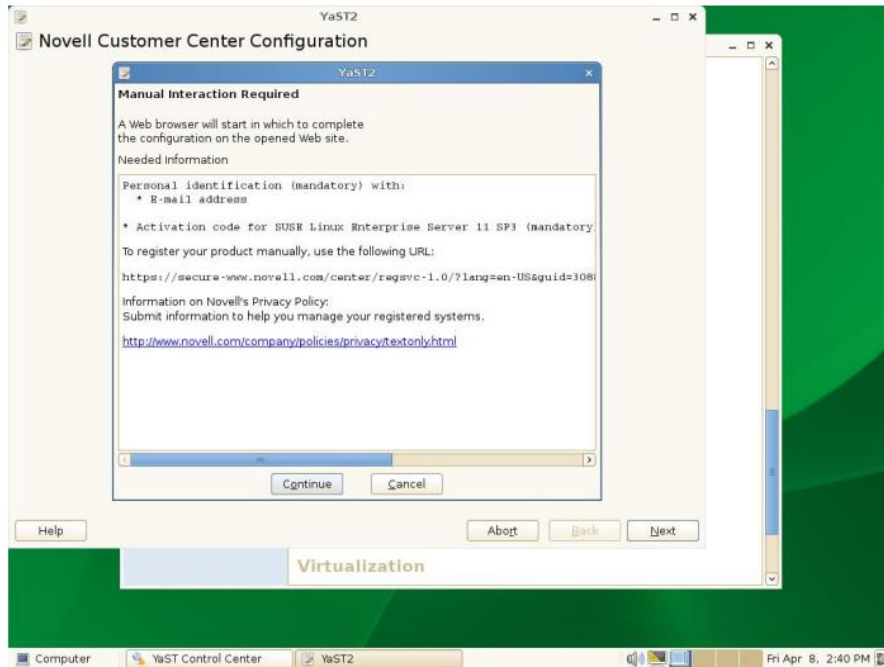 YaST2
Novell Customer Center Configuration
YaST2
Manual Interaction Required
A Web browser will start in which to complete
the configuration on the opened Web site.
Needed Information
Personal identification (mandatory) with:
* E-mail address
* Activation code for SUSE Linux Enterprise Server 11 SP3 (mandatory
To register your product manually, use the following URL:
https://secure-www.novell.com/center/regsvc-1.0/?lang=en-US&guid=308
Information on Novell's Privacy Policy:
Submit information to help you manage your registered systems.
http://www.novell.com/company/policies/privacy/textonly.html
Continue Cancel
Help Abort Back Next
Virtualization
Computer YaST Control Center YaST2 Fri Apr 8, 2:40 PM